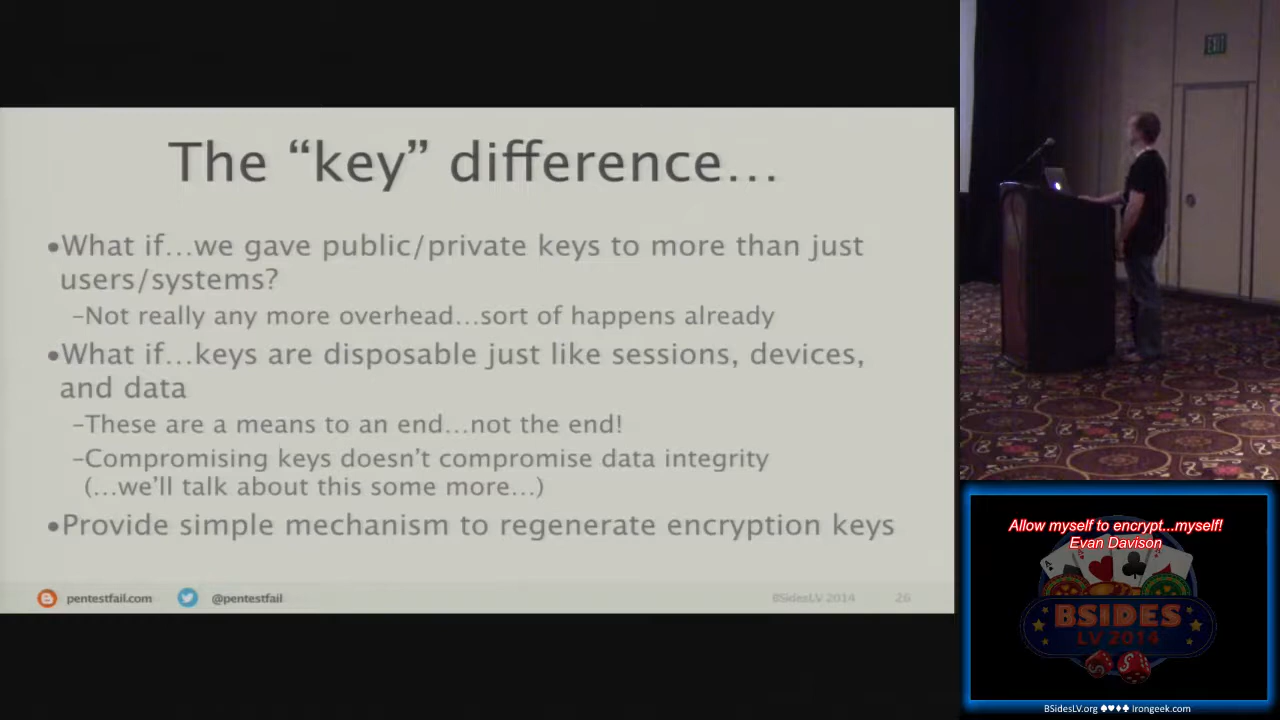 The “key” difference…
•What if…we gave public/private keys to more than just
users/systems?
–Not really any more overhead…sort of happens already
•What if…keys are disposable just like sessions, devices,
and data
–These are a means to an end…not the end!
–Compromising keys doesn’t compromise data integrity
(…we’ll talk about this some more…)
•Provide simple mechanism to regenerate encryption keys
pentestfail.com @pentestfail BSidesLV 2014 26
EXIT
Allow myself to encrypt...myself!
Evan Davison
BSIDES
LV 2014
BSidesLV.org ♠♥♦♣ Irongeek.com